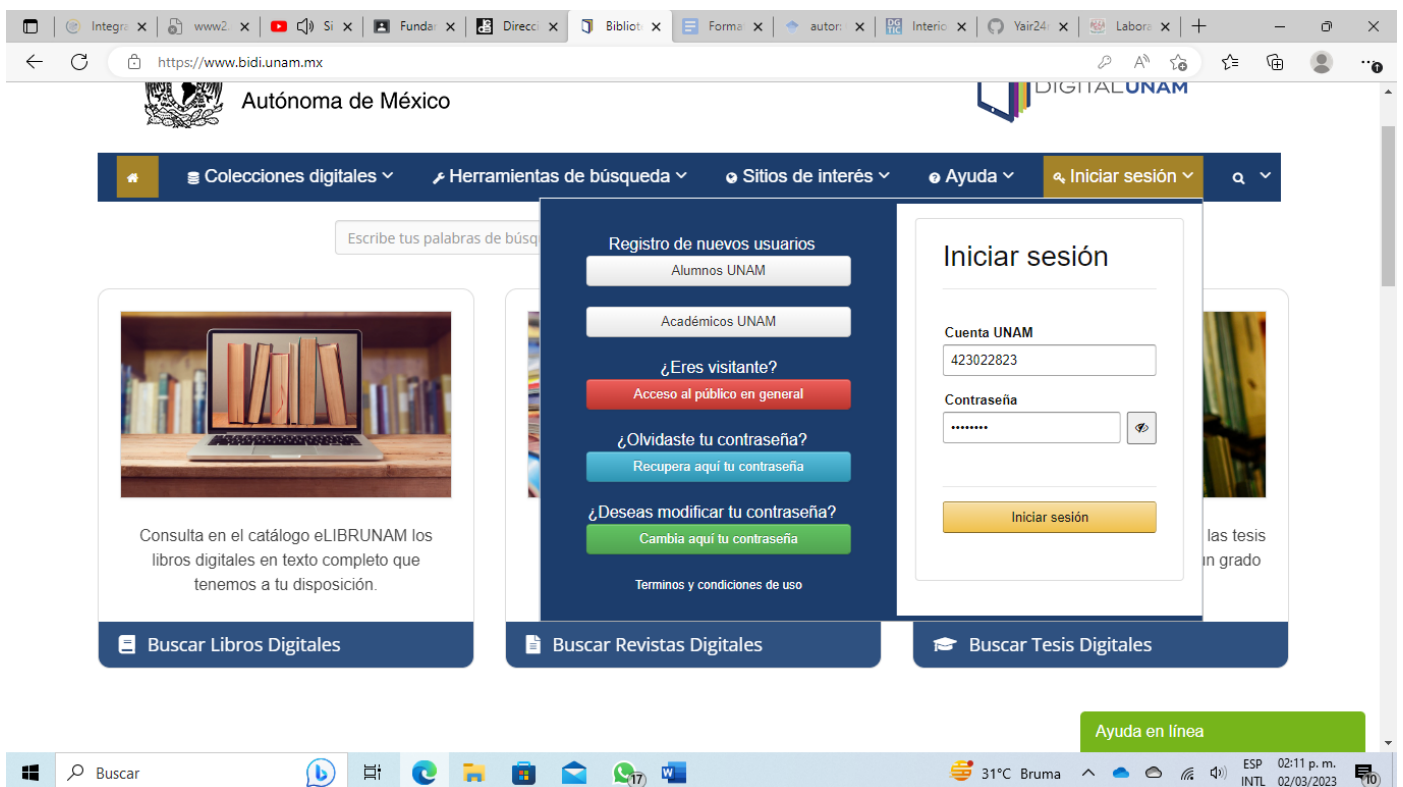 Integra
www2.
Si
Fundar
Direcci
Bibliote
Format
autor:
Interio
Yair24
Labora
https://www.bidi.unam.mx
Autónoma de México
DIGITALUNAM
Colecciones digitales
Herramientas de búsqueda
Sitios de interés
Ayuda
Iniciar sesión
Escribe tus palabras de búsq
Registro de nuevos usuarios
Alumnos UNAM
Académicos UNAM
¿Eres visitante?
Acceso al público en general
¿Olvidaste tu contraseña?
Recupera aquí tu contraseña
¿Deseas modificar tu contraseña?
Cambia aquí tu contraseña
Terminos y condiciones de uso
Iniciar sesión
Cuenta UNAM
423022823
Contraseña
••••••••
Iniciar sesión
Consulta en el catálogo eLIBRUNAM los
libros digitales en texto completo que
tenemos a tu disposición.
las tesis
un grado
Buscar Libros Digitales
Buscar Revistas Digitales
Buscar Tesis Digitales
Ayuda en línea
Buscar
17
31°C Bruma
ESP
INTL
02:11 p. m.
02/03/2023
10